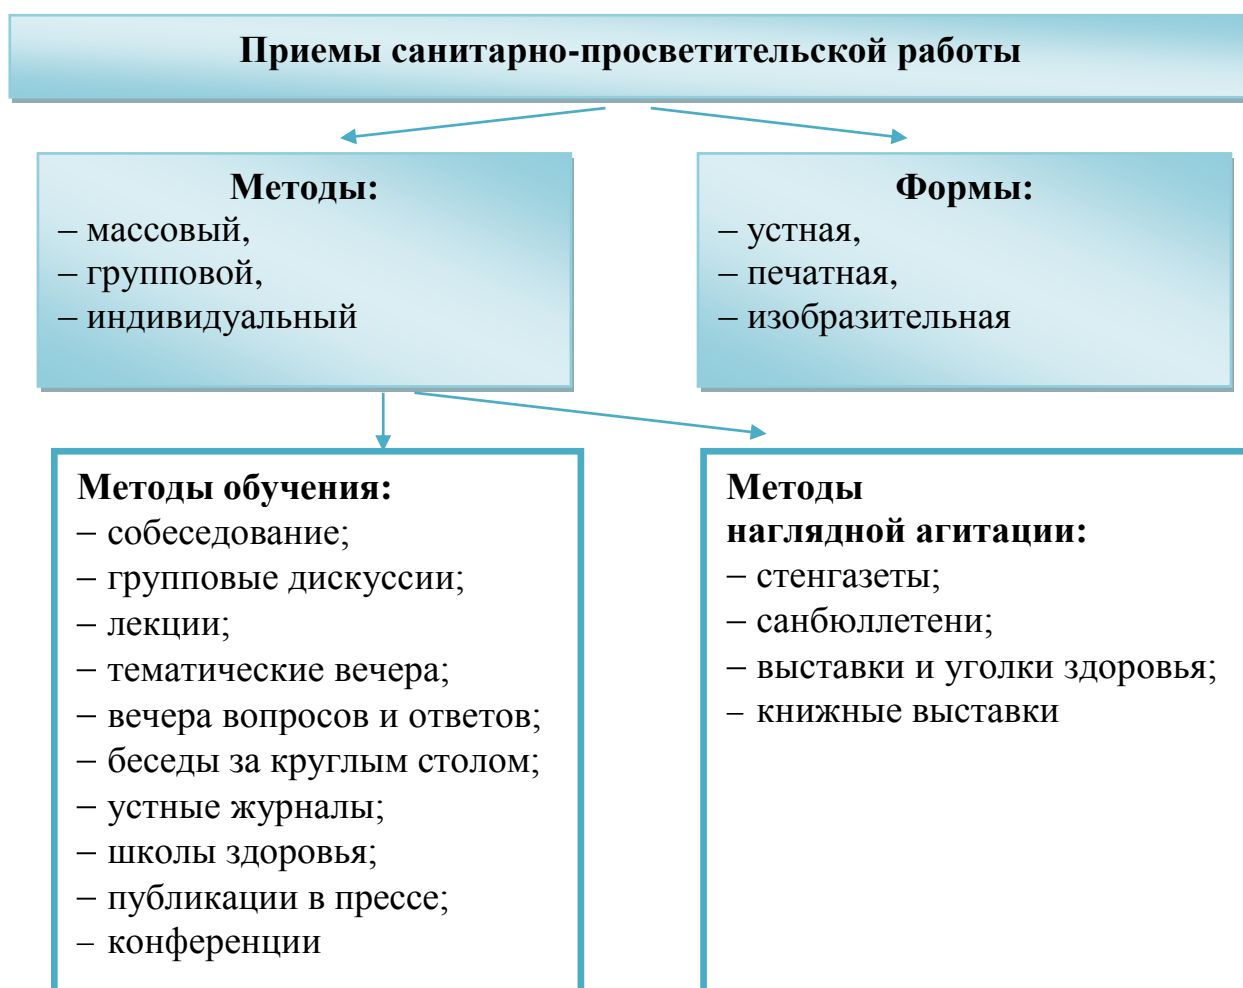 Приемы санитарно-просветительской работы
Методы:
– массовый,
– групповой,
– индивидуальный
Формы:
– устная,
– печатная,
– изобразительная
Методы обучения:
– собеседование;
– групповые дискуссии;
– лекции;
– тематические вечера;
– вечера вопросов и ответов;
– беседы за круглым столом;
– устные журналы;
– школы здоровья;
– публикации в прессе;
– конференции
Методы
наглядной агитации:
– стенгазеты;
– санбюллетени;
– выставки и уголки здоровья;
– книжные выставки